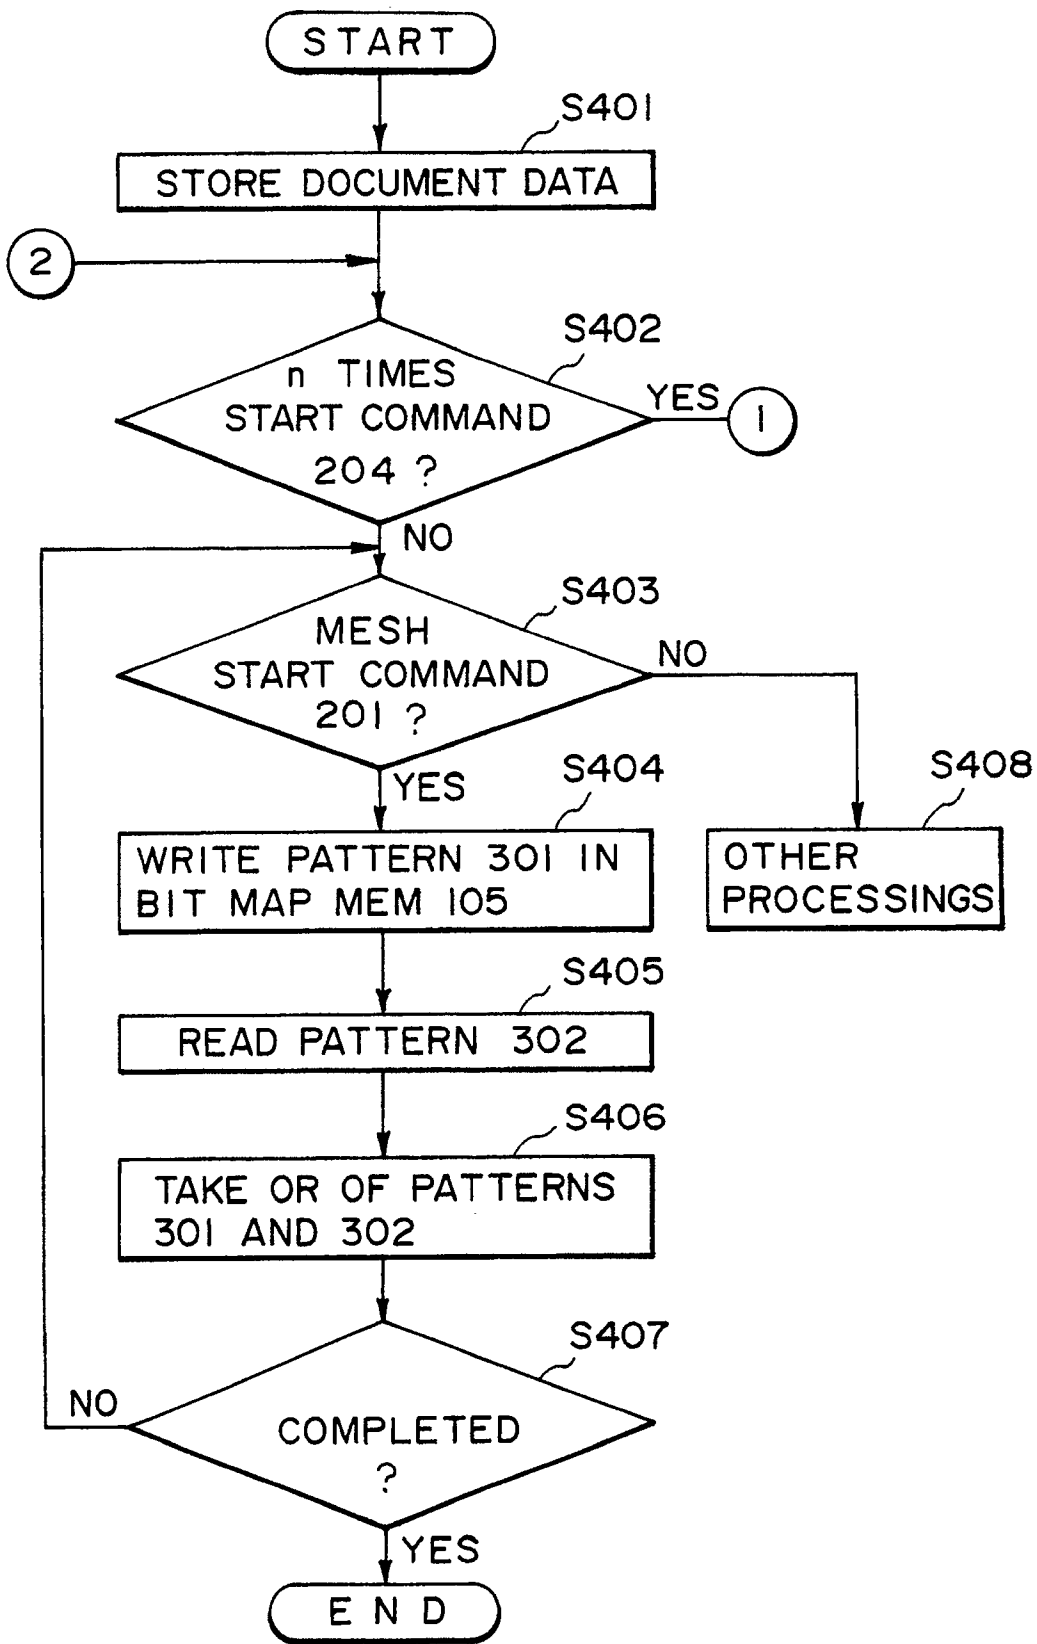 START
S401
STORE DOCUMENT DATA
2
S402
n TIMES
START COMMAND
204 ?
YES
1
NO
S403
MESH
START COMMAND
201 ?
NO
YES
S404
WRITE PATTERN 301 IN
BIT MAP MEM 105
S408
OTHER
PROCESSINGS
S405
READ PATTERN 302
S406
TAKE OR OF PATTERNS
301 AND 302
S407
NO
COMPLETED
?
YES
END